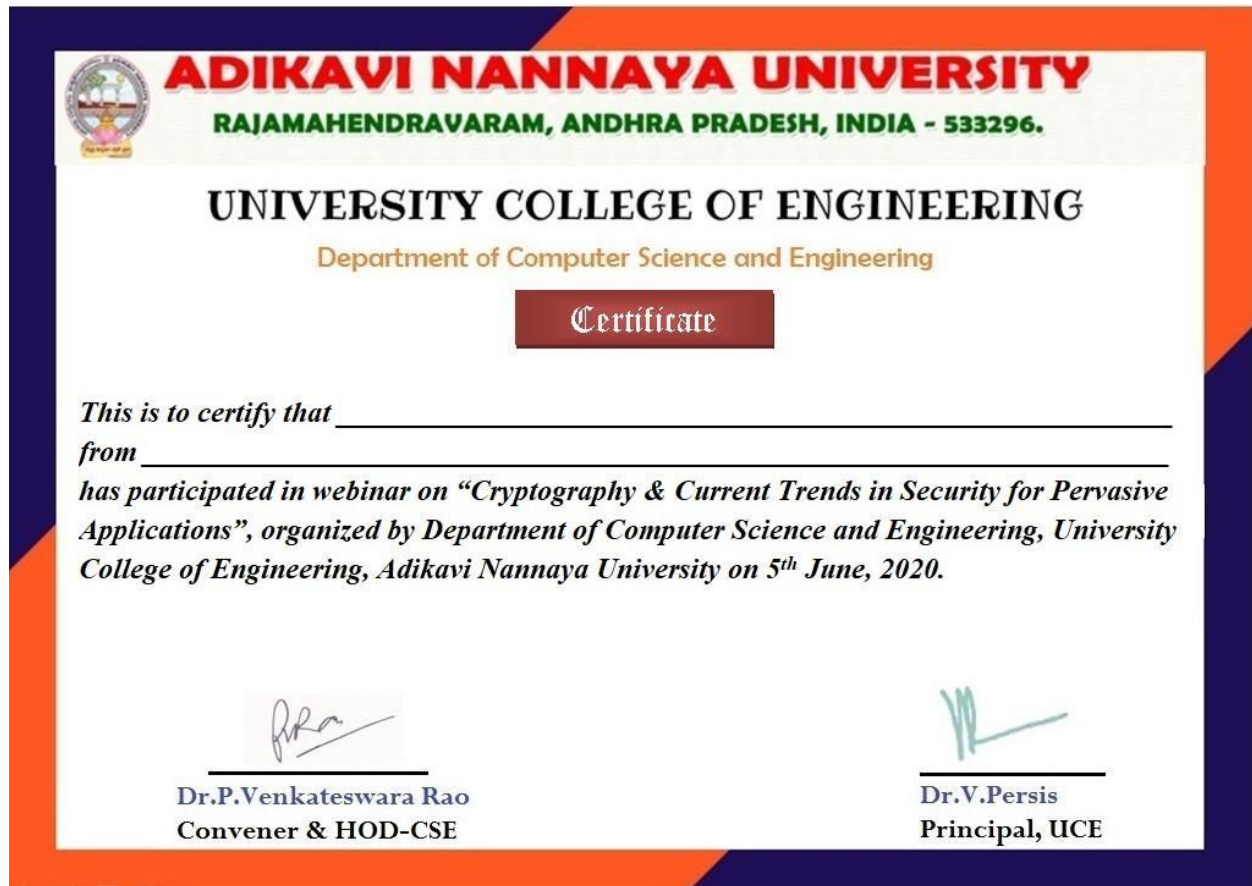 ADIKAVI NANNAYA UNIVERSITY
RAJAMAHENDRAVARAM, ANDHRA PRADESH, INDIA - 533296.
UNIVERSITY COLLEGE OF ENGINEERING
Department of Computer Science and Engineering
Certificate
This is to certify that
from
has participated in webinar on “Cryptography & Current Trends in Security for Pervasive
Applications”, organized by Department of Computer Science and Engineering, University
College of Engineering, Adikavi Nannaya University on 5th June, 2020.
Dr.P.Venkateswara Rao
Convener & HOD-CSE
Dr.V.Persis
Principal, UCE